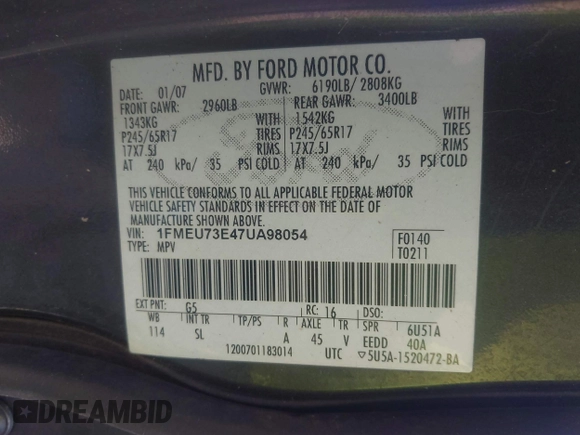 MFD. BY FORD MOTOR CO.
DATE: 01/07 GVWR: 6190LB/ 2808KG
FRONT GAWR: 2960LB REAR GAWR: 3400LB
1343KG WITH 1542KG WITH
P245/65R17 TIRES P245/65R17 TIRES
17X7.5J RIMS 17X7.5J RIMS
AT 240 kPa/ 35 PSI COLD AT 240 kPa/ 35 PSI COLD
THIS VEHICLE CONFORMS TO ALL APPLICABLE FEDERAL MOTOR
VEHICLE SAFETY STANDARDS IN EFFECT ON THE DATE OF
MANUFACTURE SHOWN ABOVE.
VIN: 1FMEU73E47UA98054 F0140
TYPE: MPV T0211
EXT PNT: G5 RC: 16 DSO:
WB INT TR TP/PS R AXLE TR SPR 6U51A
114 SL A 45 V EEDD 40A
1200701183014 UTC ▽5U5A-1520472-BA
Ford
DREAMBID